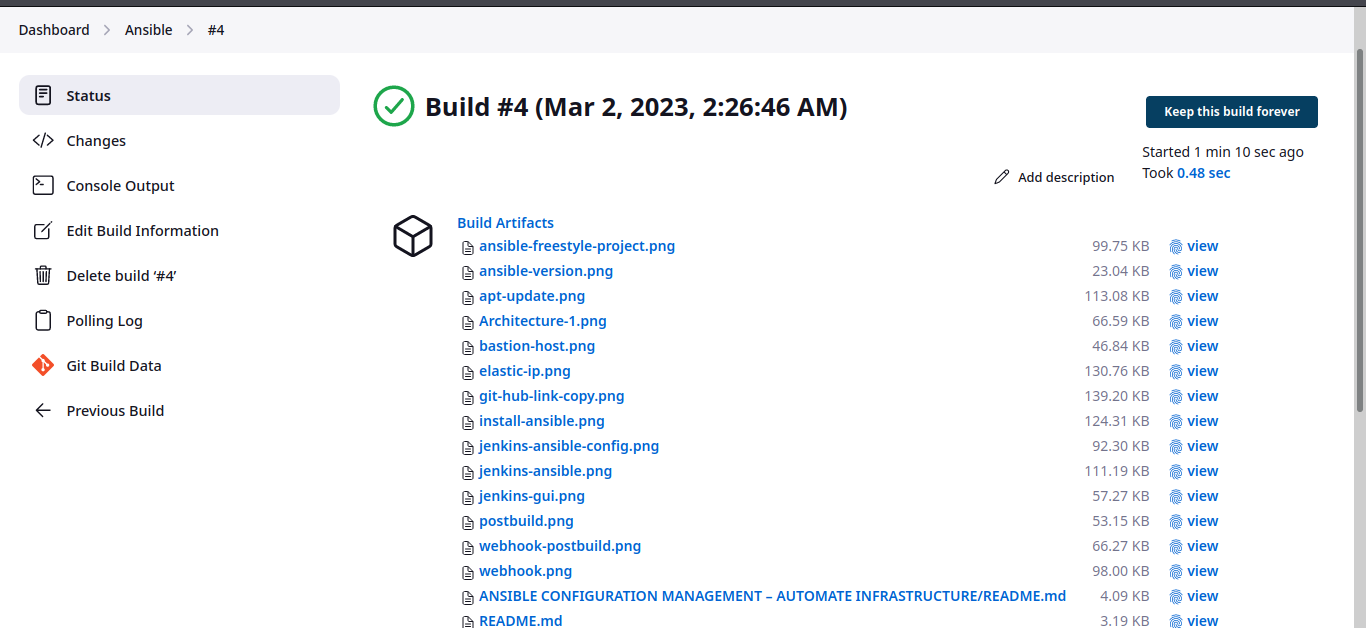 Dashboard > Ansible > #4
Status
Changes
Console Output
Edit Build Information
Delete build ‘#4’
Polling Log
Git Build Data
Previous Build
Build #4 (Mar 2, 2023, 2:26:46 AM)
Keep this build forever
Started 1 min 10 sec ago
Took 0.48 sec
Add description
Build Artifacts
ansible-freestyle-project.png 99.75 KB view
ansible-version.png 23.04 KB view
apt-update.png 113.08 KB view
Architecture-1.png 66.59 KB view
bastion-host.png 46.84 KB view
elastic-ip.png 130.76 KB view
git-hub-link-copy.png 139.20 KB view
install-ansible.png 124.31 KB view
jenkins-ansible-config.png 92.30 KB view
jenkins-ansible.png 111.19 KB view
jenkins-gui.png 57.27 KB view
postbuild.png 53.15 KB view
webhook-postbuild.png 66.27 KB view
webhook.png 98.00 KB view
ANSIBLE CONFIGURATION MANAGEMENT – AUTOMATE INFRASTRUCTURE/README.md 4.09 KB view
README.md 3.19 KB view